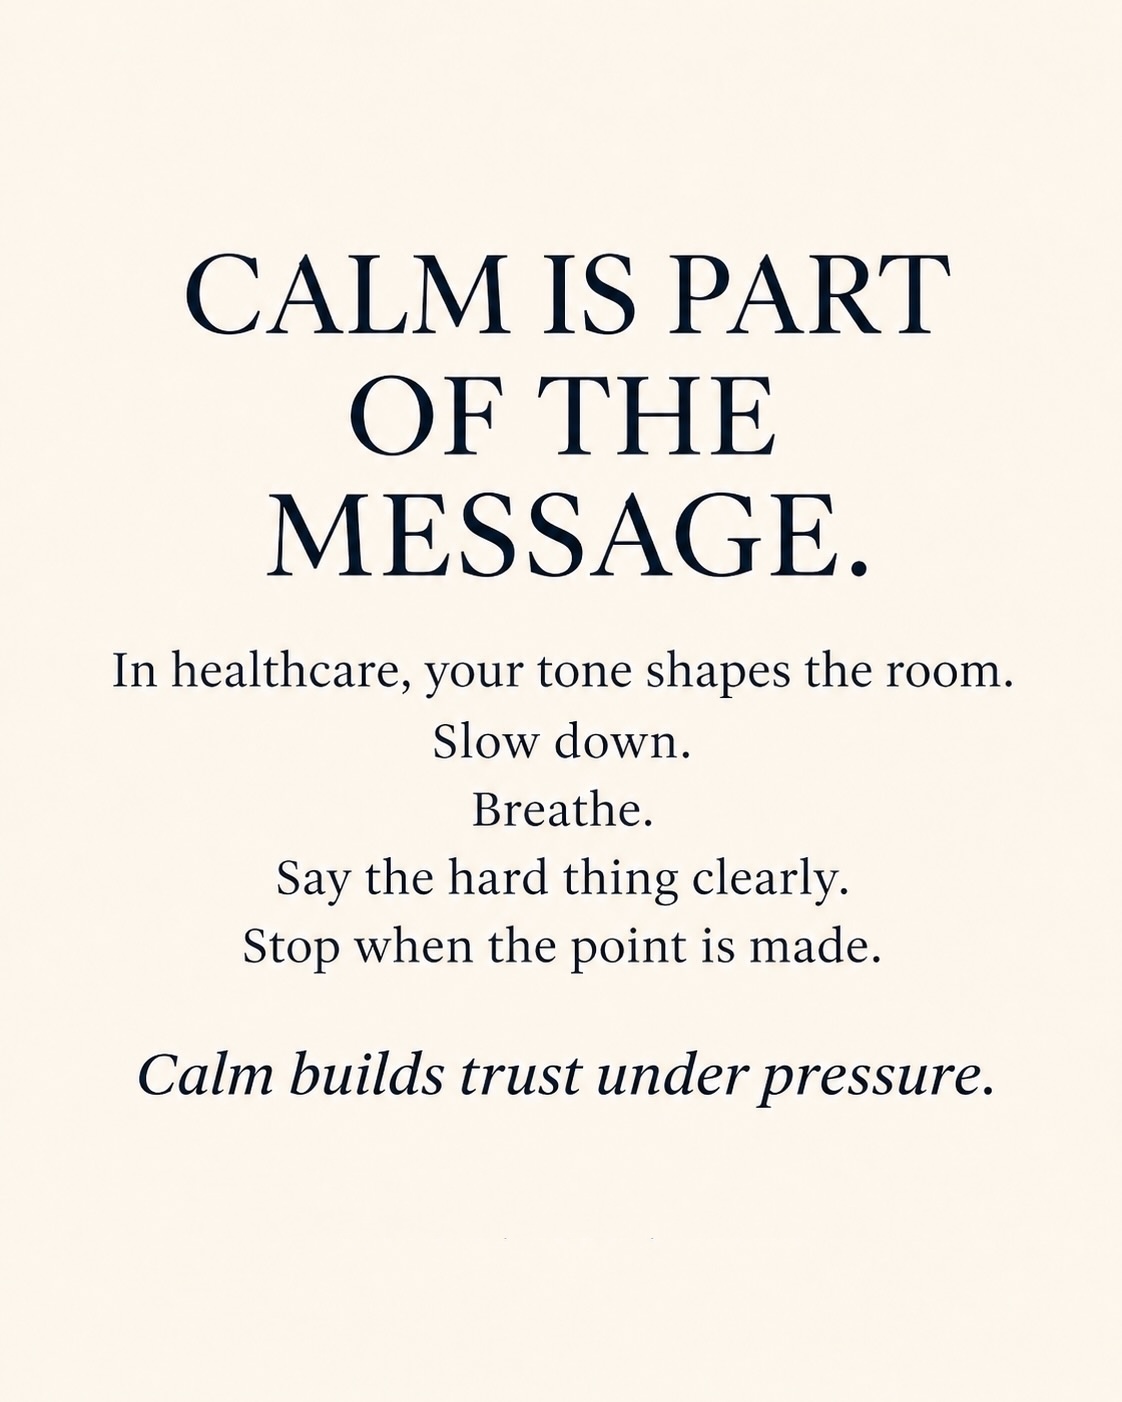 CALM IS PART
OF THE
MESSAGE.
In healthcare, your tone shapes the room.
Slow down.
Breathe.
Say the hard thing clearly.
Stop when the point is made.
Calm builds trust under pressure.